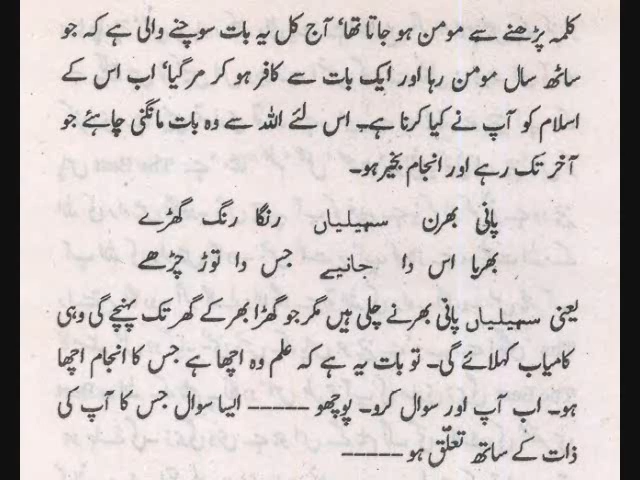 کلمہ پڑھنے سے مومن ہو جاتا تھا‘ آج کل یہ بات سوچنے والی ہے کہ جو
ساٹھ سال مومن رہا اور ایک بات سے کافر ہو کر مر گیا‘ اب اس کے
اسلام کو آپ نے کیا کرنا ہے۔ اس لئے اللہ سے وہ بات مانگنی چاہئے جو
آخر تک رہے اور انجام بخیر ہو۔
پانی بھرن سہیلیاں رنگا رنگ گھڑے
بھریا اس دا جانیے جس دا توڑ چڑھے
یعنی سہیلیاں پانی بھرنے چلی ہیں مگر جو گھڑا بھر کے گھر تک پہنچے گی وہی
کامیاب کہلائے گی۔ تو بات یہ ہے کہ علم وہ اچھا ہے جس کا انجام اچھا
ہو۔ اب آپ اور سوال کرو۔ پوچھو ----- ایسا سوال جس کا آپ کی
ذات کے ساتھ تعلّق ہو -----